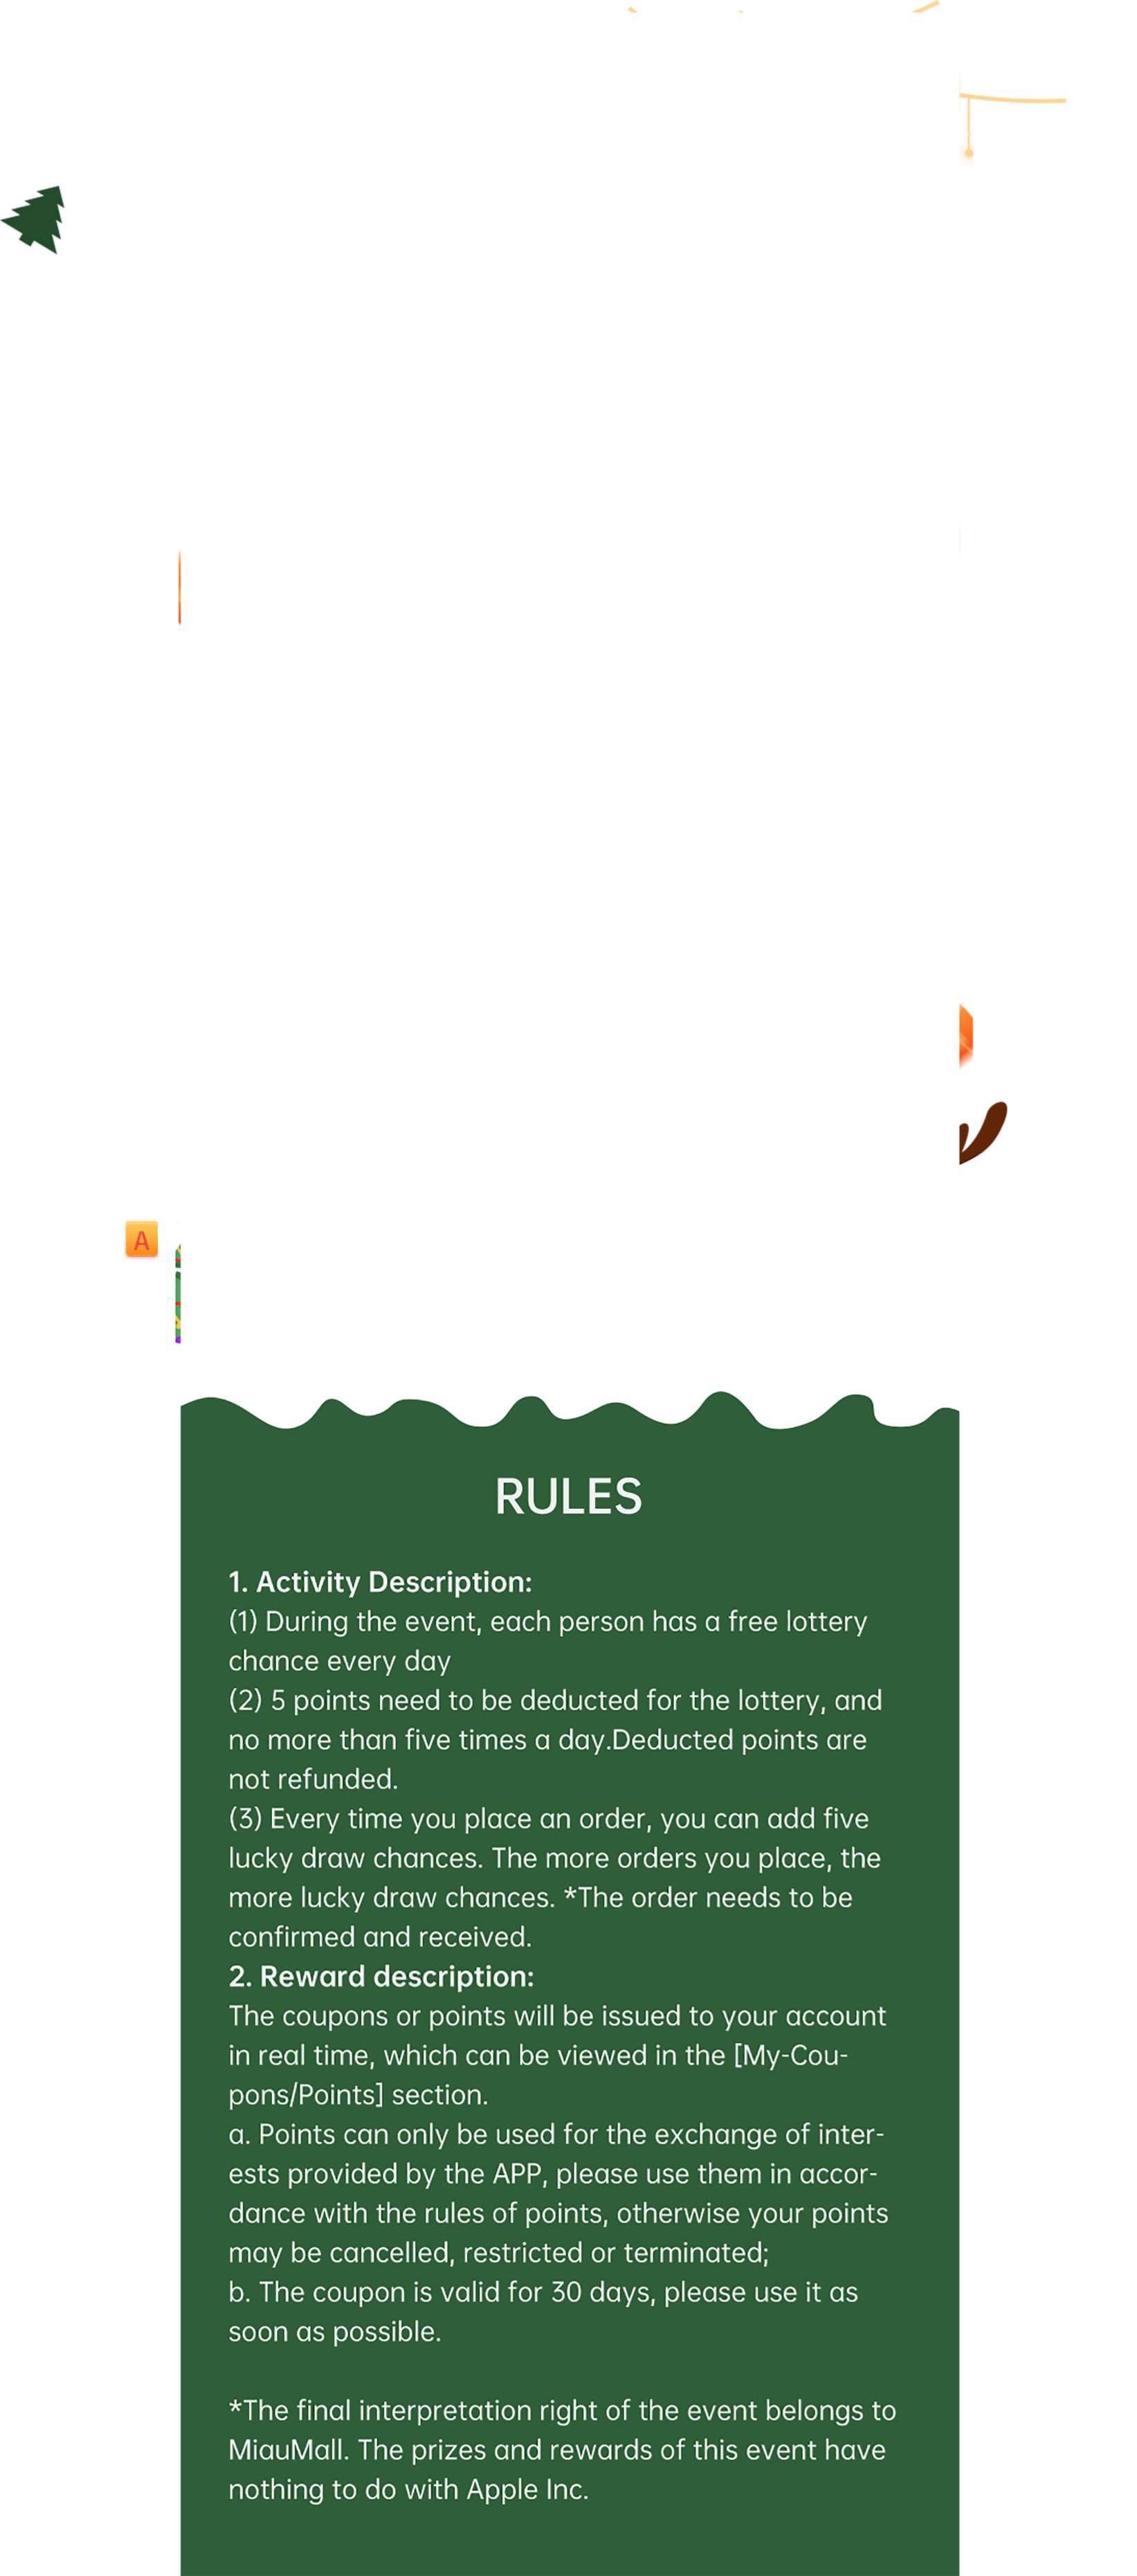 A
RULES
1. Activity Description:
(1) During the event, each person has a free lottery
chance every day
(2) 5 points need to be deducted for the lottery, and
no more than five times a day.Deducted points are
not refunded.
(3) Every time you place an order, you can add five
lucky draw chances. The more orders you place, the
more lucky draw chances. *The order needs to be
confirmed and received.
2. Reward description:
The coupons or points will be issued to your account
in real time, which can be viewed in the [My-Cou-
pons/Points] section.
a. Points can only be used for the exchange of inter-
ests provided by the APP, please use them in accor-
dance with the rules of points, otherwise your points
may be cancelled, restricted or terminated;
b. The coupon is valid for 30 days, please use it as
soon as possible.
*The final interpretation right of the event belongs to
MiauMall. The prizes and rewards of this event have
nothing to do with Apple Inc.